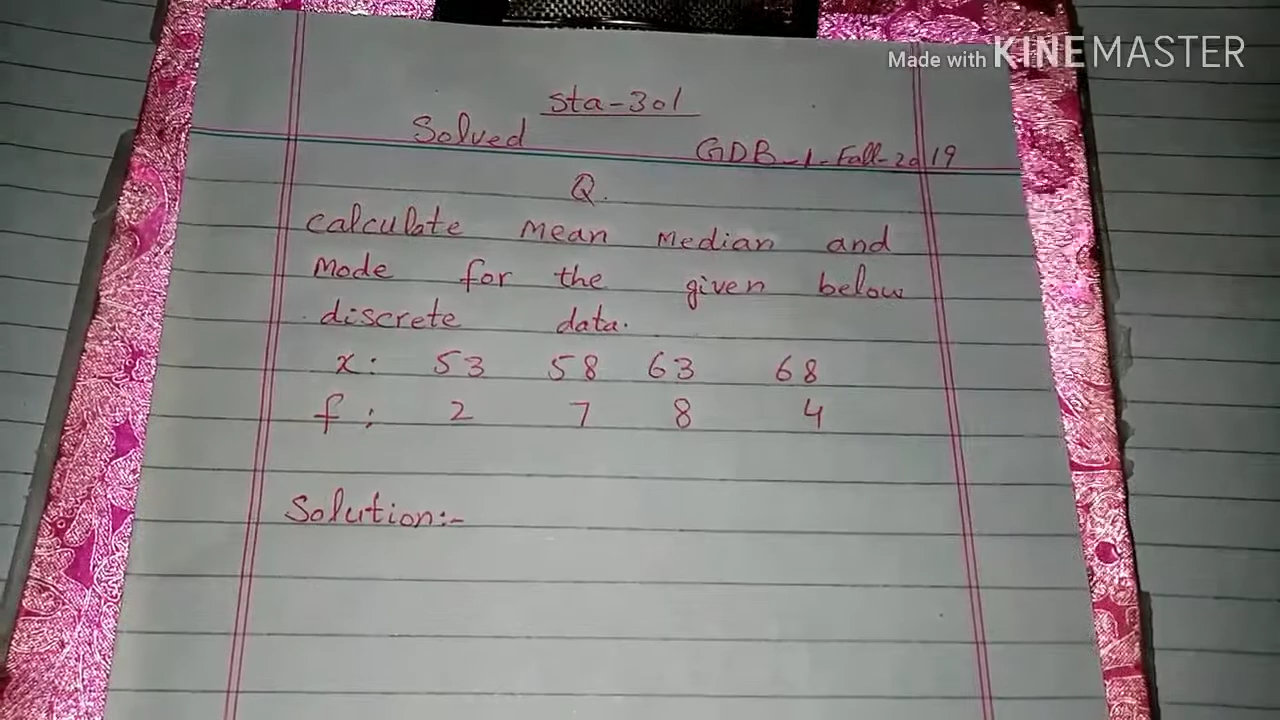 Made with KINEMASTER
Sta-301
Solved GDB-1-Fall-2019
Q.
Calculate Mean Median and
Mode for the given below
discrete data.
x: 53 58 63 68
f: 2 7 8 4
Solution:-